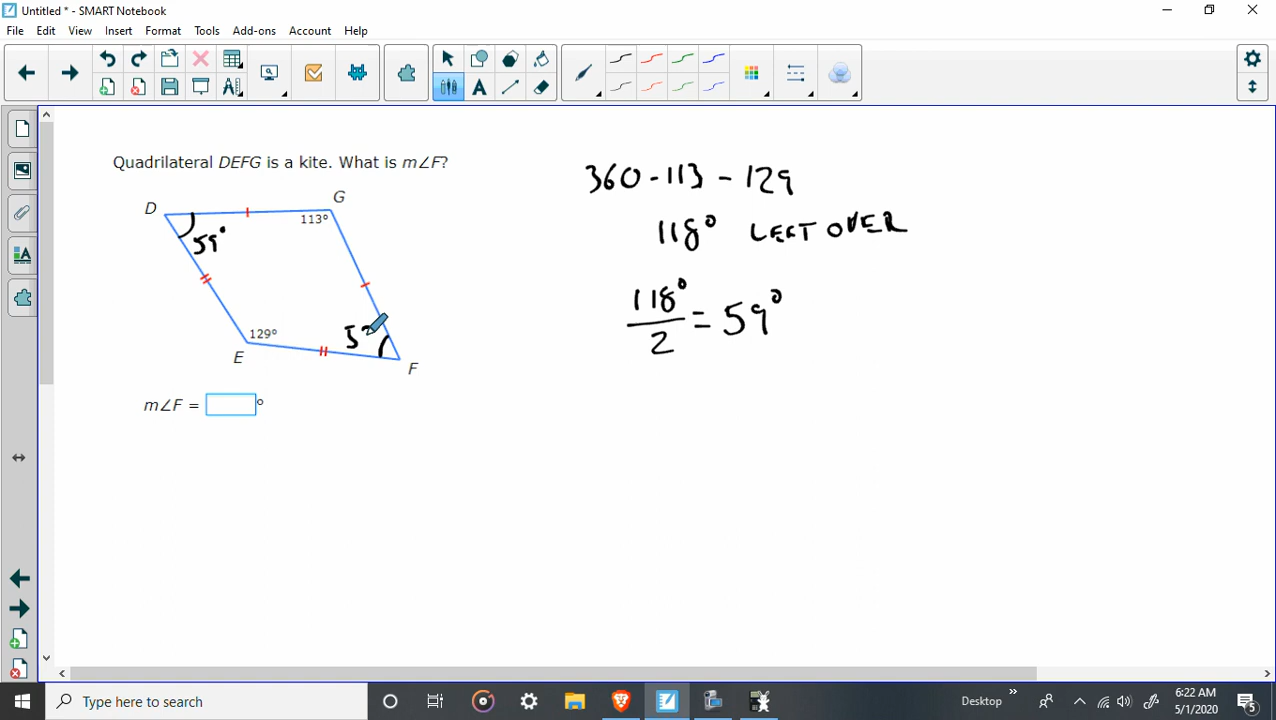 Untitled * - SMART Notebook
File Edit View Insert Format Tools Add-ons Account Help
Quadrilateral DEFG is a kite. What is m∠F?
D
G
113°
59°
129°
E
F
m∠F = °
360 - 113 - 129
118° LEFT OVER
118°
2
= 59°
Type here to search
Desktop
»
6:22 AM
5/1/2020
5